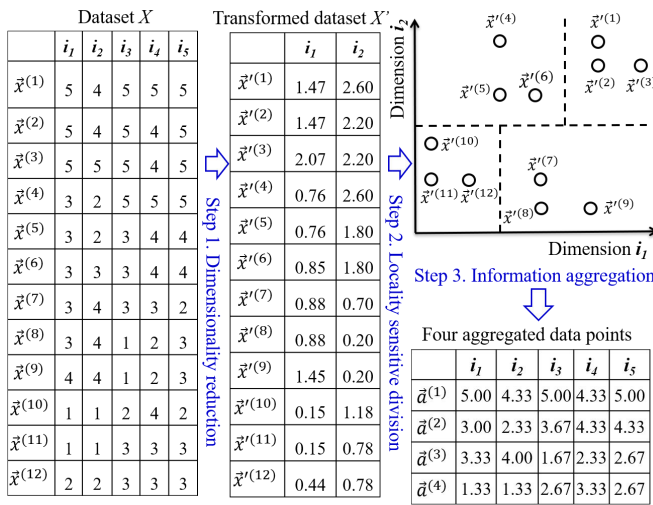 Dataset X
i1 i2 i3 i4 i5
x⃗(1) 5 4 5 5 5
x⃗(2) 5 4 5 4 5
x⃗(3) 5 5 5 4 5
x⃗(4) 3 2 5 5 5
x⃗(5) 3 2 3 4 4
x⃗(6) 3 3 3 4 4
x⃗(7) 3 4 3 3 2
x⃗(8) 3 4 1 2 3
x⃗(9) 4 4 1 2 3
x⃗(10) 1 1 2 4 2
x⃗(11) 1 1 3 3 3
x⃗(12) 2 2 3 3 3
Step 1. Dimensionality
reduction
Transformed dataset X'
i1 i2
x⃗′(1) 1.47 2.60
x⃗′(2) 1.47 2.20
x⃗′(3) 2.07 2.20
x⃗′(4) 0.76 2.60
x⃗′(5) 0.76 1.80
x⃗′(6) 0.85 1.80
x⃗′(7) 0.88 0.70
x⃗′(8) 0.88 0.20
x⃗′(9) 1.45 0.20
x⃗′(10) 0.15 1.18
x⃗′(11) 0.15 0.78
x⃗′(12) 0.44 0.78
Step 2. Locality sensitive
division
Dimension i2
x⃗′(4) x⃗′(1)
x⃗′(5) x⃗′(6) x⃗′(2) x⃗′(3)
x⃗′(10)
x⃗′(7)
x⃗′(11) x⃗′(12)
x⃗′(8) x⃗′(9)
Dimension i1
Step 3. Information aggregation
Four aggregated data points
i1 i2 i3 i4 i5
a⃗(1) 5.00 4.33 5.00 4.33 5.00
a⃗(2) 3.00 2.33 3.67 4.33 4.33
a⃗(3) 3.33 4.00 1.67 2.33 2.67
a⃗(4) 1.33 1.33 2.67 3.33 2.67